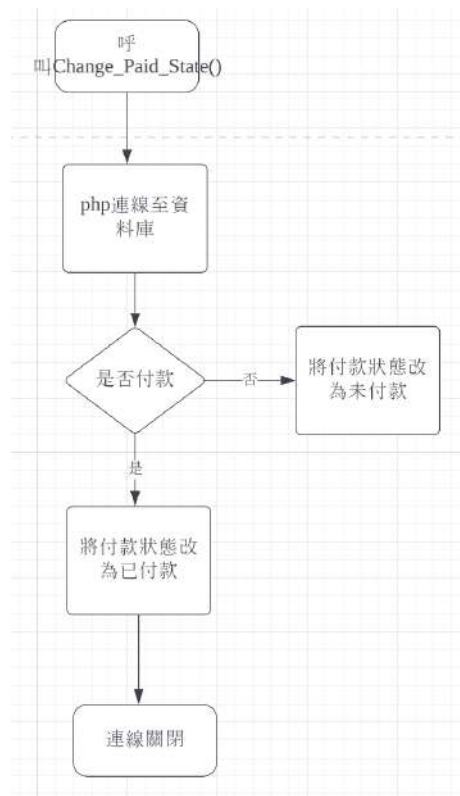 呼
叫Change_Paid_State()
php連線至資
料庫
是否付款
否
將付款狀態改
為未付款
是
將付款狀態改
為已付款
連線關閉